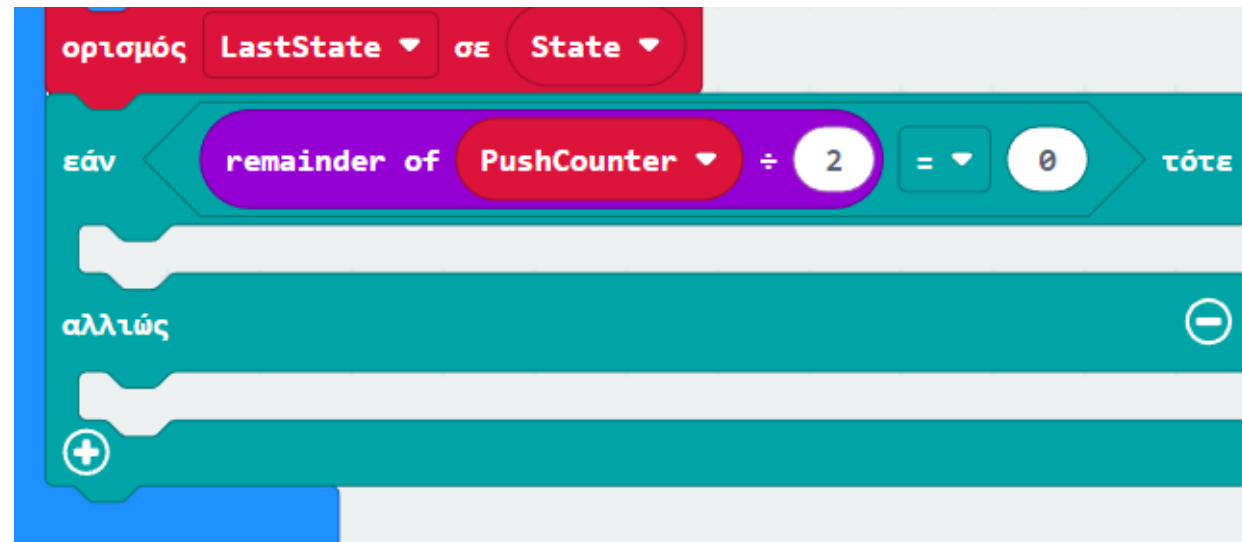 ορισμός LastState σε State
εάν remainder of PushCounter ÷ 2 = 0 τότε
αλλιώς